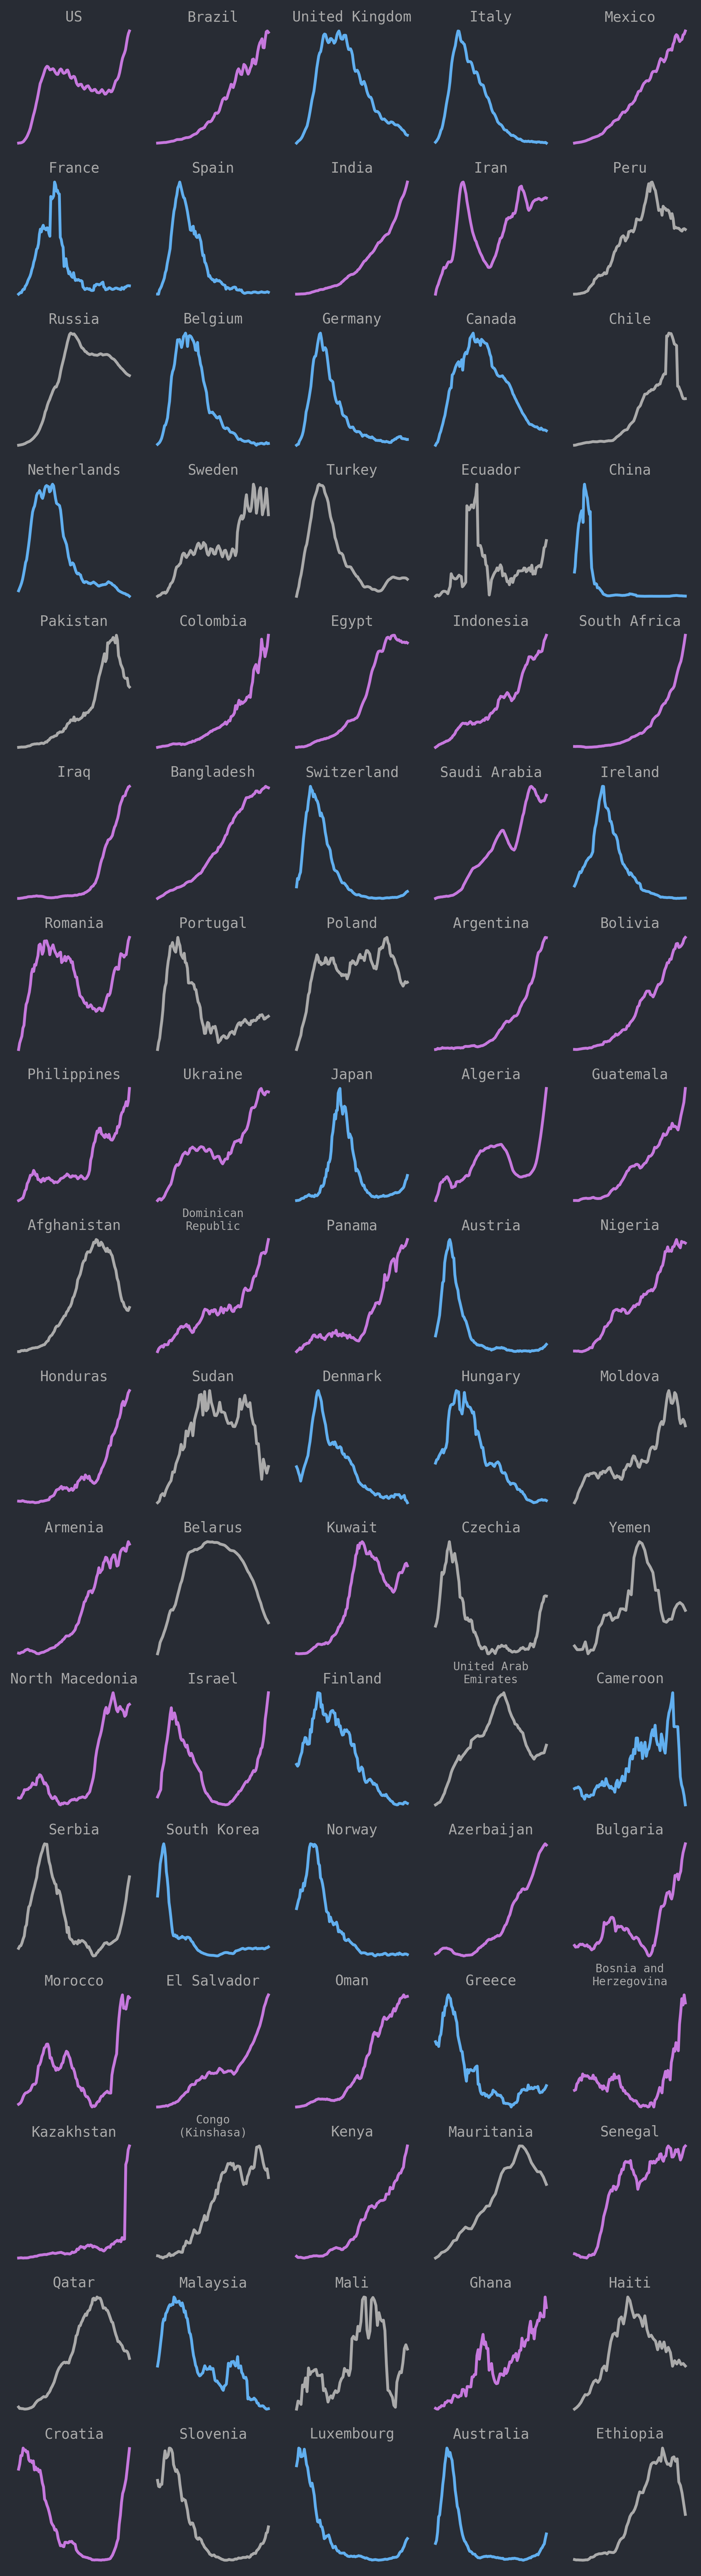 US
Brazil
United Kingdom
Italy
Mexico
France
Spain
India
Iran
Peru
Russia
Belgium
Germany
Canada
Chile
Netherlands
Sweden
Turkey
Ecuador
China
Pakistan
Colombia
Egypt
Indonesia
South Africa
Iraq
Bangladesh
Switzerland
Saudi Arabia
Ireland
Romania
Portugal
Poland
Argentina
Bolivia
Philippines
Ukraine
Japan
Algeria
Guatemala
Afghanistan
Dominican
Republic
Panama
Austria
Nigeria
Honduras
Sudan
Denmark
Hungary
Moldova
Armenia
Belarus
Kuwait
Czechia
Yemen
North Macedonia
Israel
Finland
United Arab
Emirates
Cameroon
Serbia
South Korea
Norway
Azerbaijan
Bulgaria
Morocco
El Salvador
Oman
Greece
Bosnia and
Herzegovina
Kazakhstan
Congo
(Kinshasa)
Kenya
Mauritania
Senegal
Qatar
Malaysia
Mali
Ghana
Haiti
Croatia
Slovenia
Luxembourg
Australia
Ethiopia